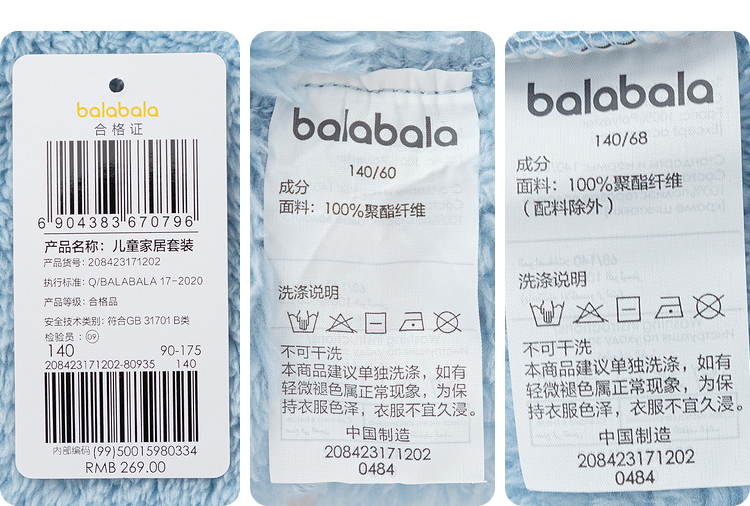 balabala
合格证
6 904383 670796
产品名称：儿童家居套装
产品货号：208423171202
执行标准：Q/BALABALA 17-2020
产品等级：合格品
安全技术类别：符合GB 31701 B类
检验员：09
140 90-175
208423171202-80935 140
内部编码 (99)50015980334
RMB 269.00
balabala
140/60
成分
面料：100%聚酯纤维
洗涤说明
不可干洗
本商品建议单独洗涤，如有
轻微褪色属正常现象，为保
持衣服色泽，衣服不宜久浸。
中国制造
208423171202
0484
balabala
140/68
成分
面料：100%聚酯纤维
（配料除外）
洗涤说明
不可干洗
本商品建议单独洗涤，如有
轻微褪色属正常现象，为保
持衣服色泽，衣服不宜久浸。
中国制造
208423171202
0484